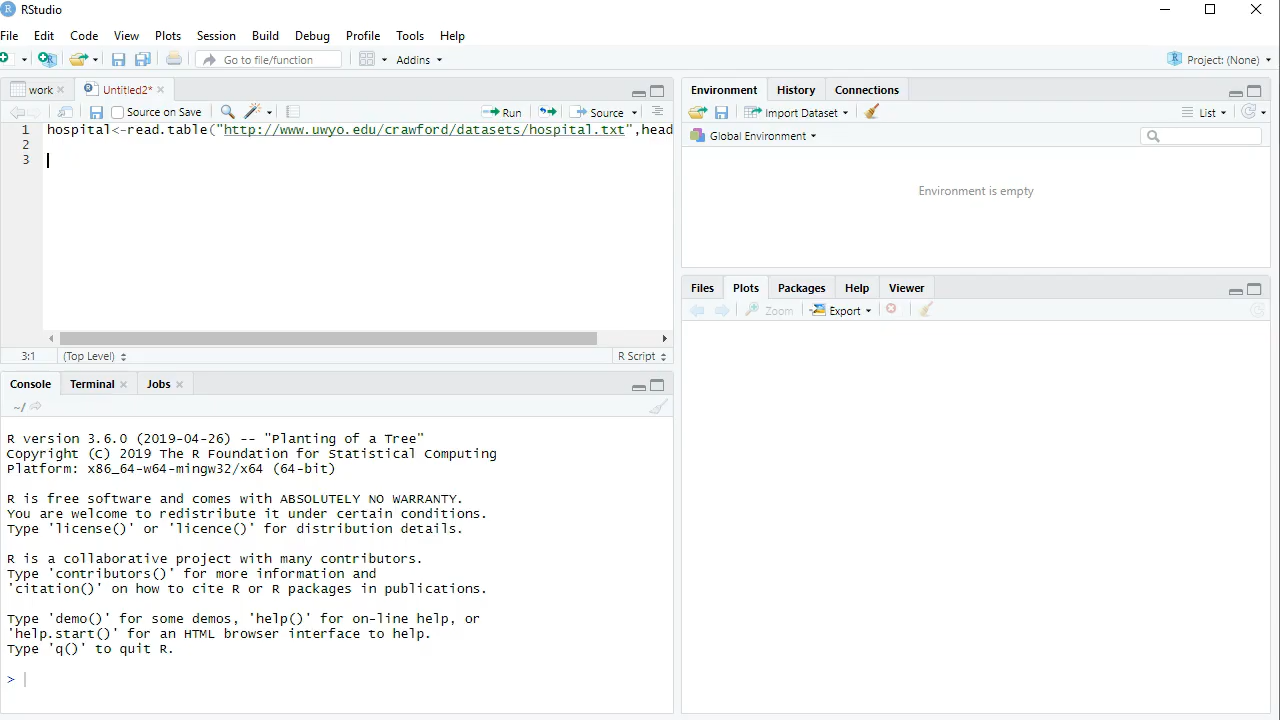 RStudio
File Edit Code View Plots Session Build Debug Profile Tools Help
Go to file/function Addins Project: (None)
work Untitled2*
Source on Save Run Source
1 hospital<-read.table("http://www.uwyo.edu/crawford/datasets/hospital.txt",head
2
3
3:1 (Top Level) R Script
Environment History Connections
Import Dataset List
Global Environment
Environment is empty
Files Plots Packages Help Viewer
Zoom Export
Console Terminal Jobs
~/
R version 3.6.0 (2019-04-26) -- "Planting of a Tree"
Copyright (C) 2019 The R Foundation for Statistical Computing
Platform: x86_64-w64-mingw32/x64 (64-bit)
R is free software and comes with ABSOLUTELY NO WARRANTY.
You are welcome to redistribute it under certain conditions.
Type 'license()' or 'licence()' for distribution details.
R is a collaborative project with many contributors.
Type 'contributors()' for more information and
'citation()' on how to cite R or R packages in publications.
Type 'demo()' for some demos, 'help()' for on-line help, or
'help.start()' for an HTML browser interface to help.
Type 'q()' to quit R.
>